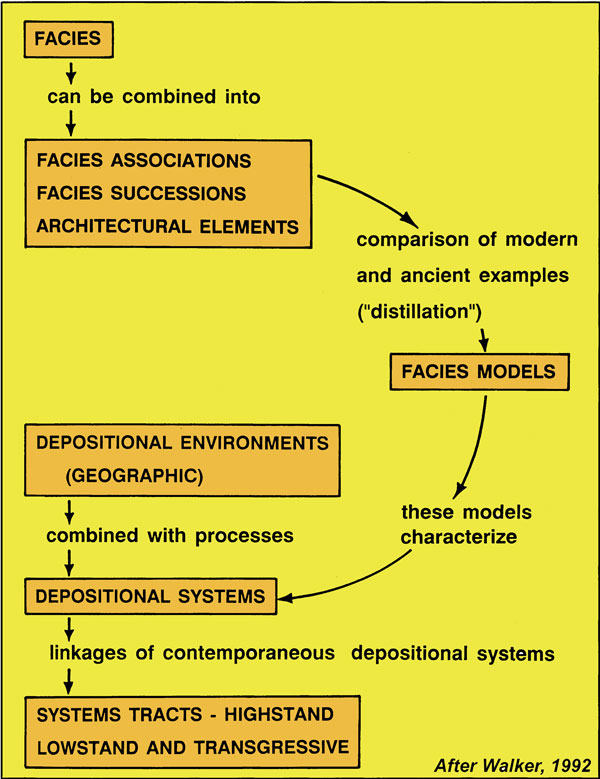 FACIES
can be combined into
FACIES ASSOCIATIONS
FACIES SUCCESSIONS
ARCHITECTURAL ELEMENTS
comparison of modern
and ancient examples
("distillation")
FACIES MODELS
these models
characterize
DEPOSITIONAL ENVIRONMENTS
(GEOGRAPHIC)
combined with processes
DEPOSITIONAL SYSTEMS
linkages of contemporaneous depositional systems
SYSTEMS TRACTS - HIGHSTAND
LOWSTAND AND TRANSGRESSIVE
After Walker, 1992